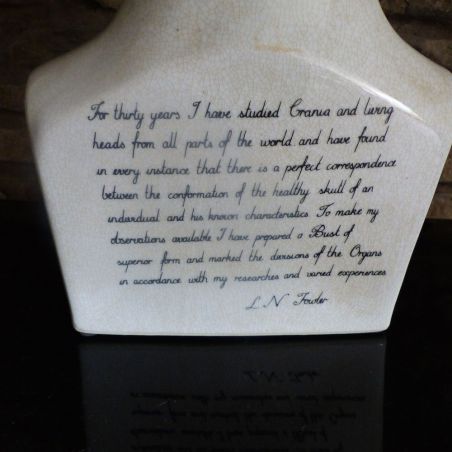 For thirty years I have studied Crania and living
heads from all parts of the world and have found
in every instance that there is a perfect correspondence
between the conformation of the healthy skull of an
individual and his known characteristics To make my
observations available I have prepared a Bust of
superior form and marked the divisions of the Organs
in accordance with my researches and varied experiences
L. N Fowler